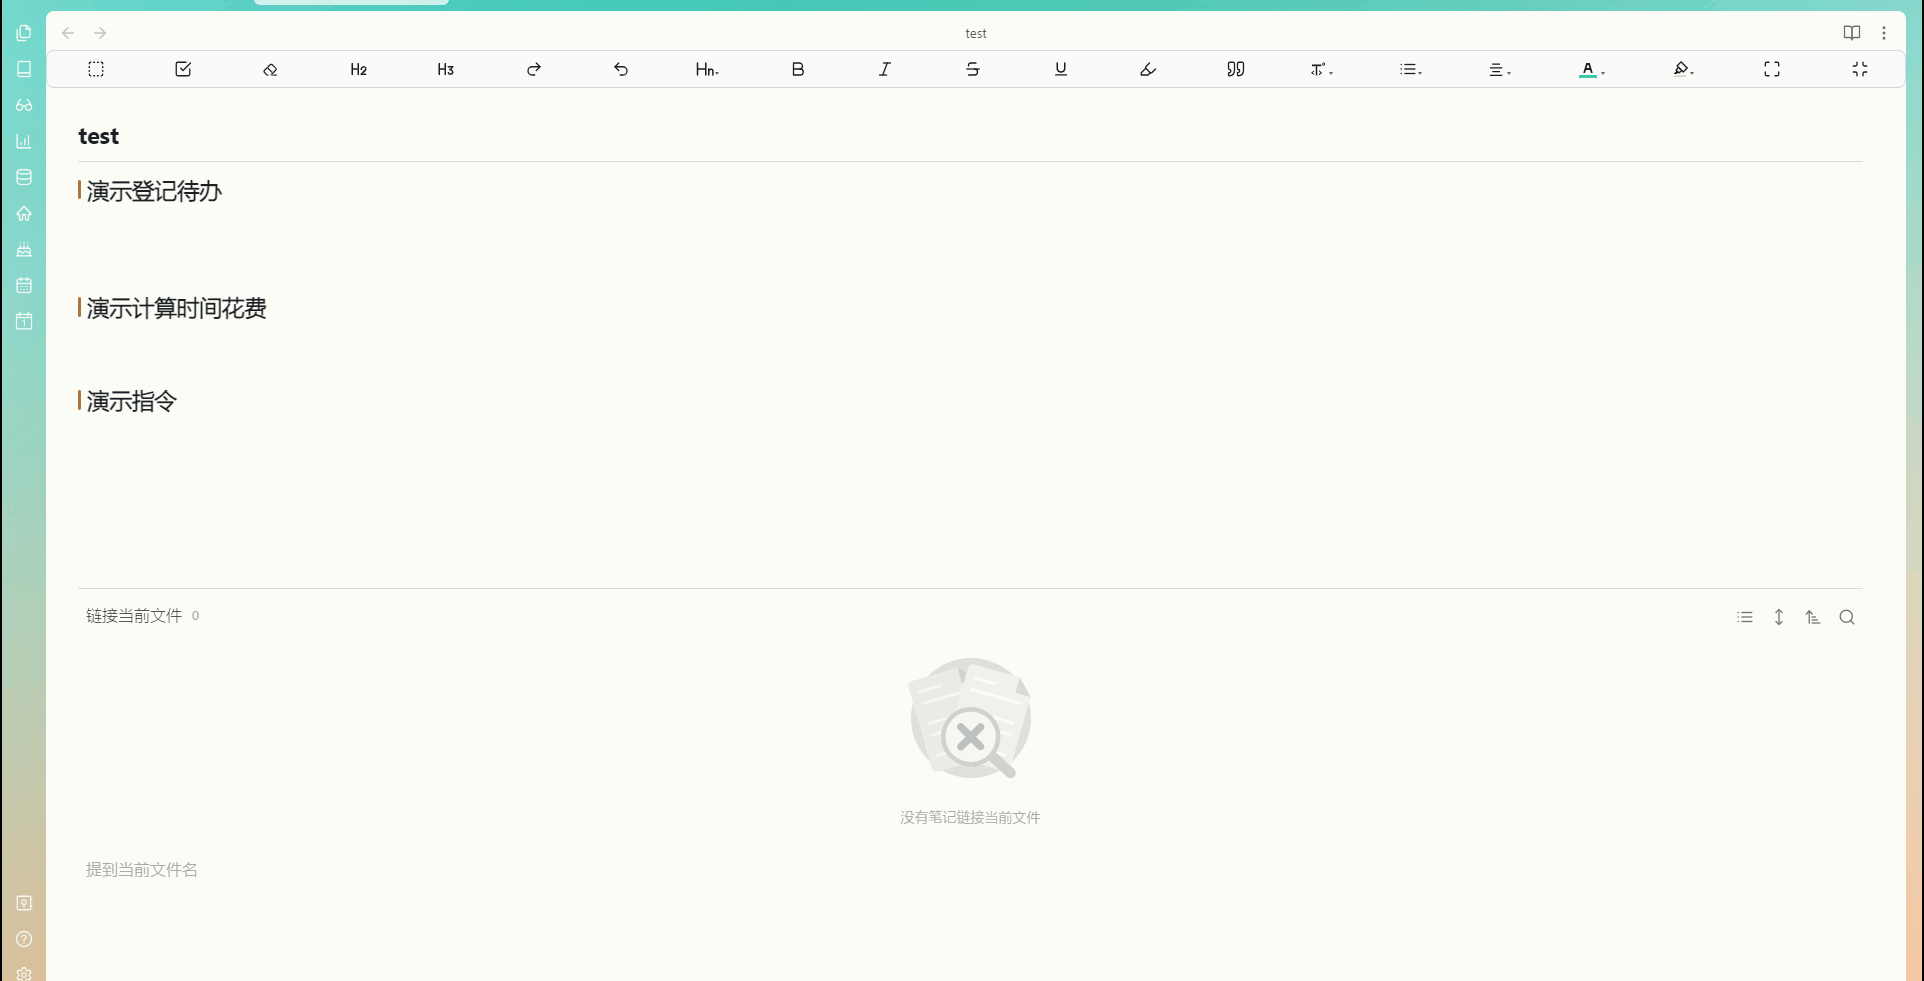 test
H2
H3
Hn
B
I
S
U
T
A
test
演示登记待办
演示计算时间花费
演示指令
链接当前文件 0
没有笔记链接当前文件
提到当前文件名